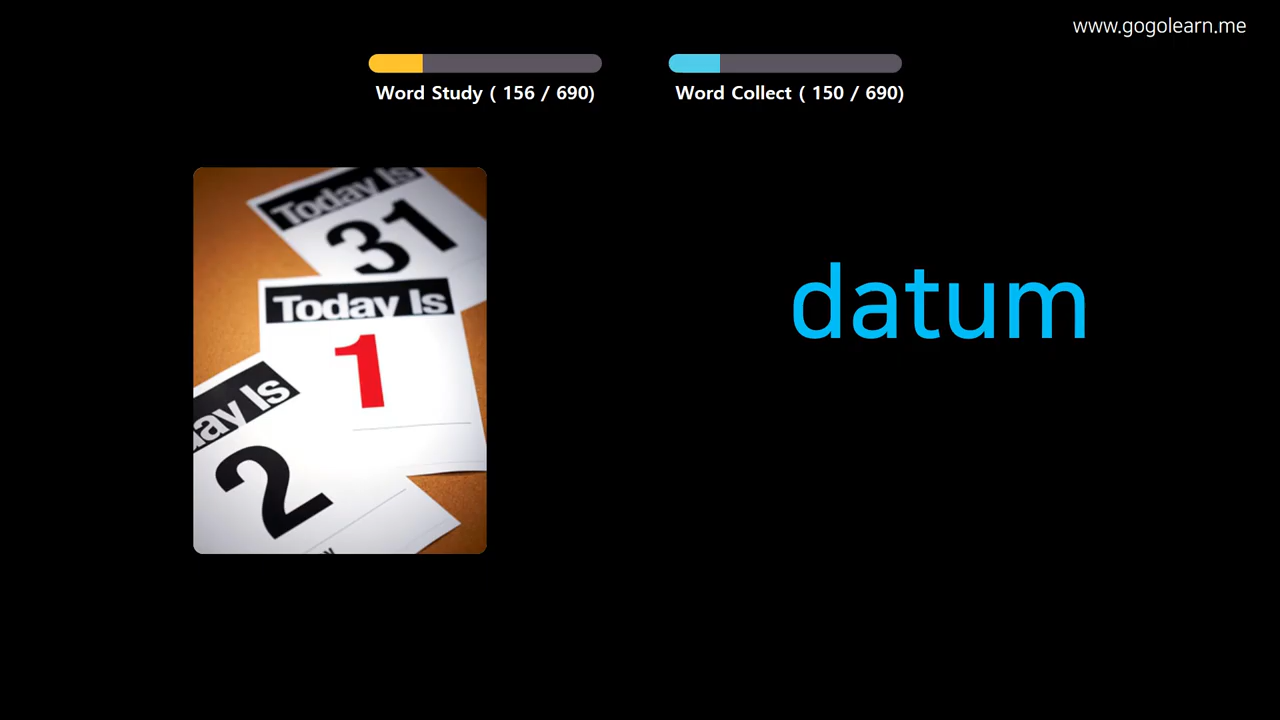 www.gogolearn.me
Word Study ( 156 / 690)
Word Collect ( 150 / 690)
Today Is
31
Today Is
1
ay Is
2
datum